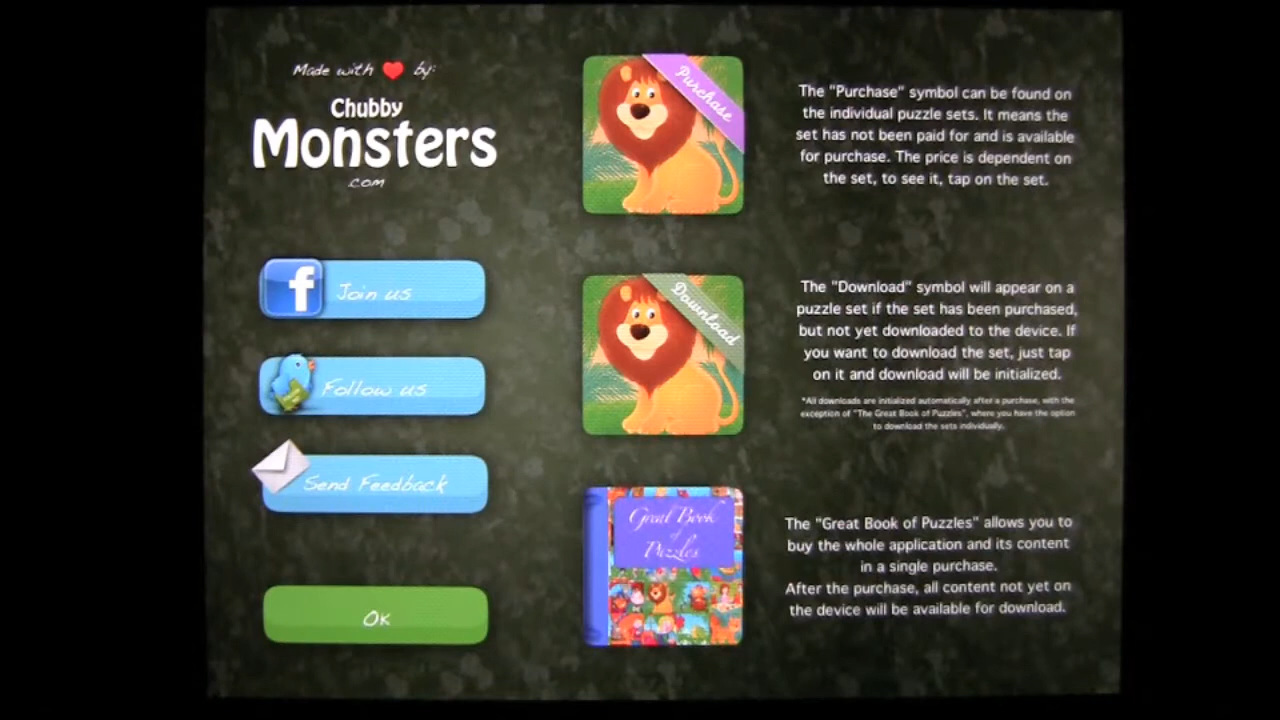 Made with ❤ by:
Chubby
Monsters
.com
f
Join us
Follow us
Send Feedback
OK
Purchase
The "Purchase" symbol can be found on
the individual puzzle sets. It means the
set has not been paid for and is available
for purchase. The price is dependent on
the set, to see it, tap on the set.
Download
The "Download" symbol will appear on a
puzzle set if the set has been purchased,
but not yet downloaded to the device. If
you want to download the set, just tap
on it and download will be initialized.
*All downloads are initialized automatically after a purchase, with the
exception of "The Great Book of Puzzles", where you have the option
to download the sets individually.
Great Book
of
Puzzles
The "Great Book of Puzzles" allows you to
buy the whole application and its content
in a single purchase.
After the purchase, all content not yet on
the device will be available for download.